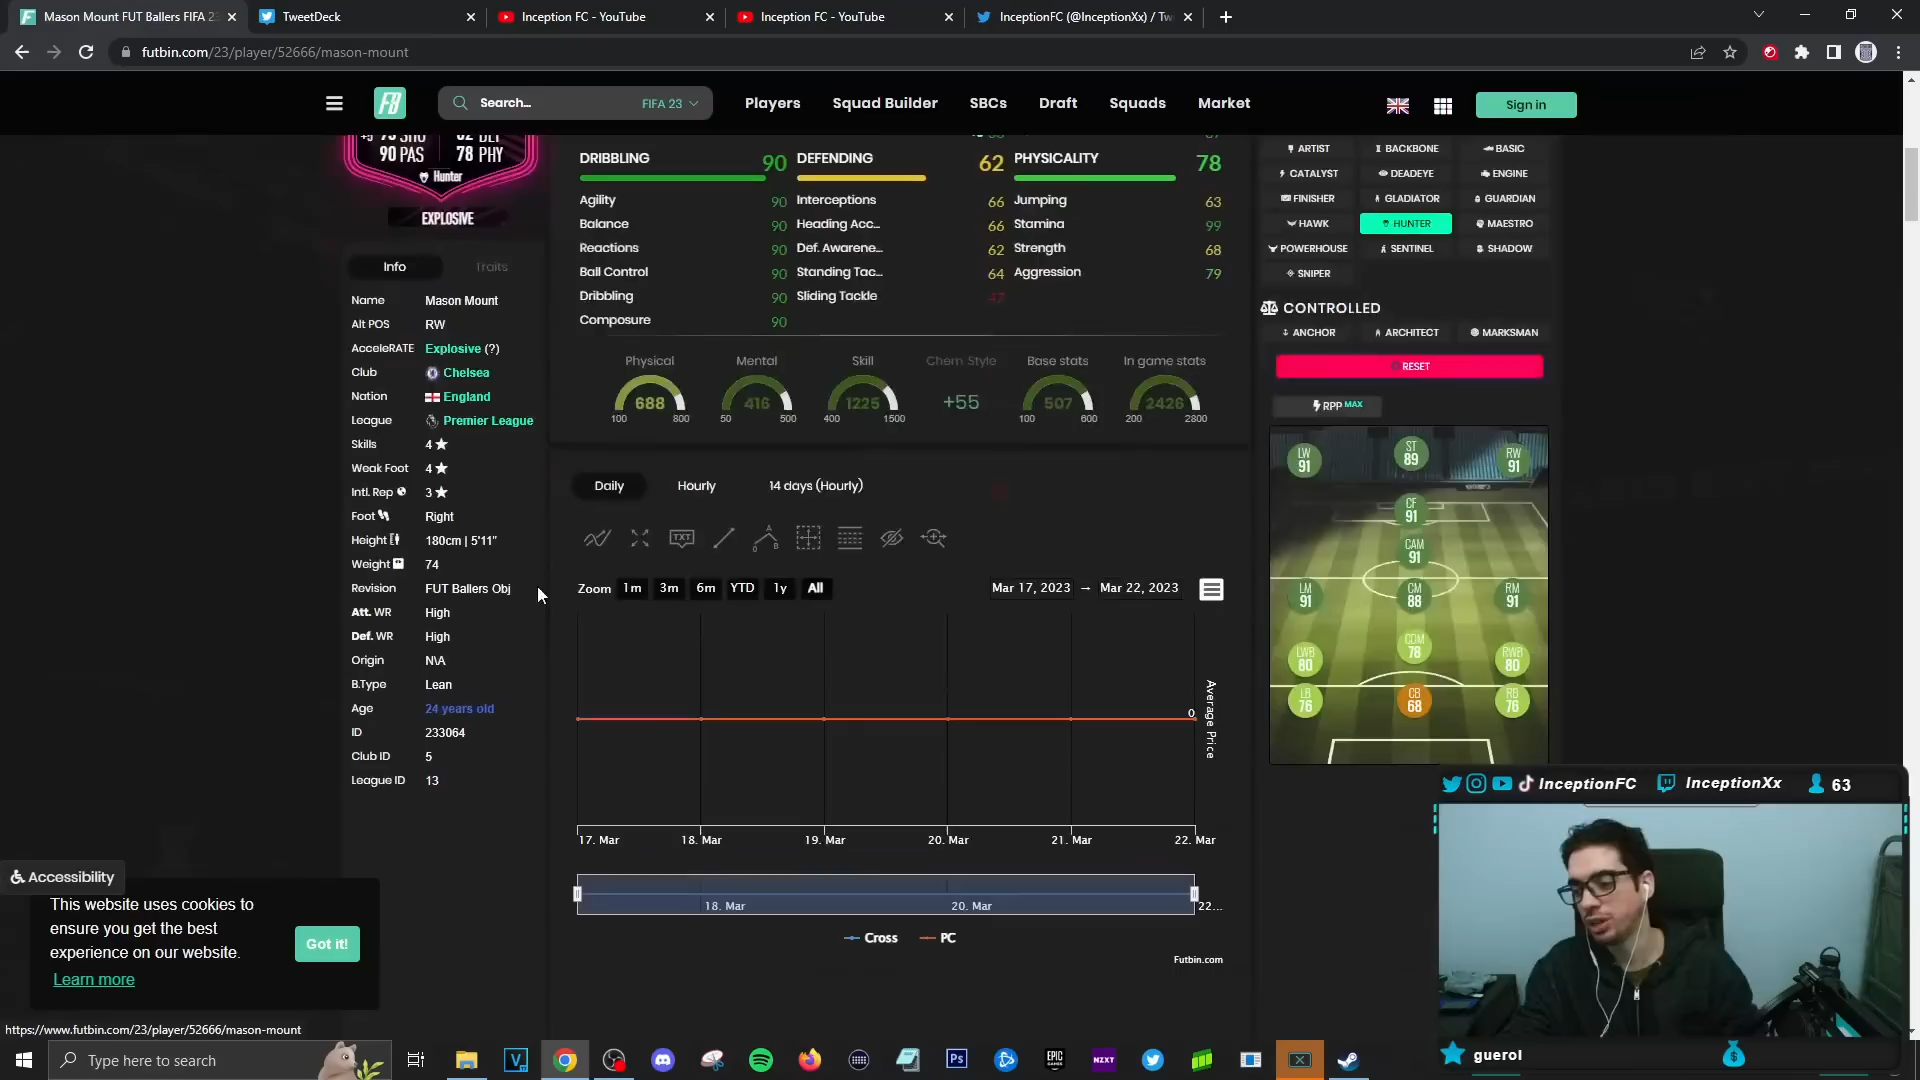 Mason Mount FUT Ballers FIFA 23
TweetDeck
Inception FC - YouTube
Inception FC - YouTube
InceptionFC (@InceptionXx) / Tw
futbin.com/23/player/52666/mason-mount
FB
Search...
FIFA 23
Players
Squad Builder
SBCs
Draft
Squads
Market
Sign in
90 PAS
78 PHY
Hunter
EXPLOSIVE
Info
Traits
Name Mason Mount
Alt POS RW
AcceleRATE Explosive (?)
Club Chelsea
Nation England
League Premier League
Skills 4
Weak Foot 4
Intl. Rep 3
Foot Right
Height 180cm | 5'11"
Weight 74
Revision FUT Ballers Obj
Att. WR High
Def. WR High
Origin N\A
B.Type Lean
Age 24 years old
ID 233064
Club ID 5
League ID 13
DRIBBLING 90
Agility 90
Balance 90
Reactions 90
Ball Control 90
Dribbling 90
Composure 90
DEFENDING 62
Interceptions 66
Heading Acc... 66
Def. Awarene... 62
Standing Tac... 64
Sliding Tackle 47
PHYSICALITY 78
Jumping 63
Stamina 99
Strength 68
Aggression 79
Physical
688
100 800
Mental
416
50 500
Skill
1225
400 1500
Chem Style
+55
Base stats
507
100 600
In game stats
2426
200 2800
Daily
Hourly
14 days (Hourly)
TXT
Zoom 1m 3m 6m YTD 1y All
Mar 17, 2023 → Mar 22, 2023
0
Average Price
17. Mar 18. Mar 19. Mar 20. Mar 21. Mar 22. Mar
18. Mar 20. Mar 22...
Cross PC
Futbin.com
ARTIST BACKBONE BASIC
CATALYST DEADEYE ENGINE
FINISHER GLADIATOR GUARDIAN
HAWK HUNTER MAESTRO
POWERHOUSE SENTINEL SHADOW
SNIPER
CONTROLLED
ANCHOR ARCHITECT MARKSMAN
RESET
RPP MAX
LW 91
ST 89
RW 91
CF 91
CAM 91
LM 91
CM 88
RM 91
CDM 78
LWB 80
RWB 80
LB 76
CB 68
RB 76
InceptionFC
InceptionXx
63
guerol
Accessibility
This website uses cookies to
ensure you get the best
experience on our website.
Learn more
Got it!
https://www.futbin.com/23/player/52666/mason-mount
Type here to search
V
Ps
EPIC GAMES
NZXT